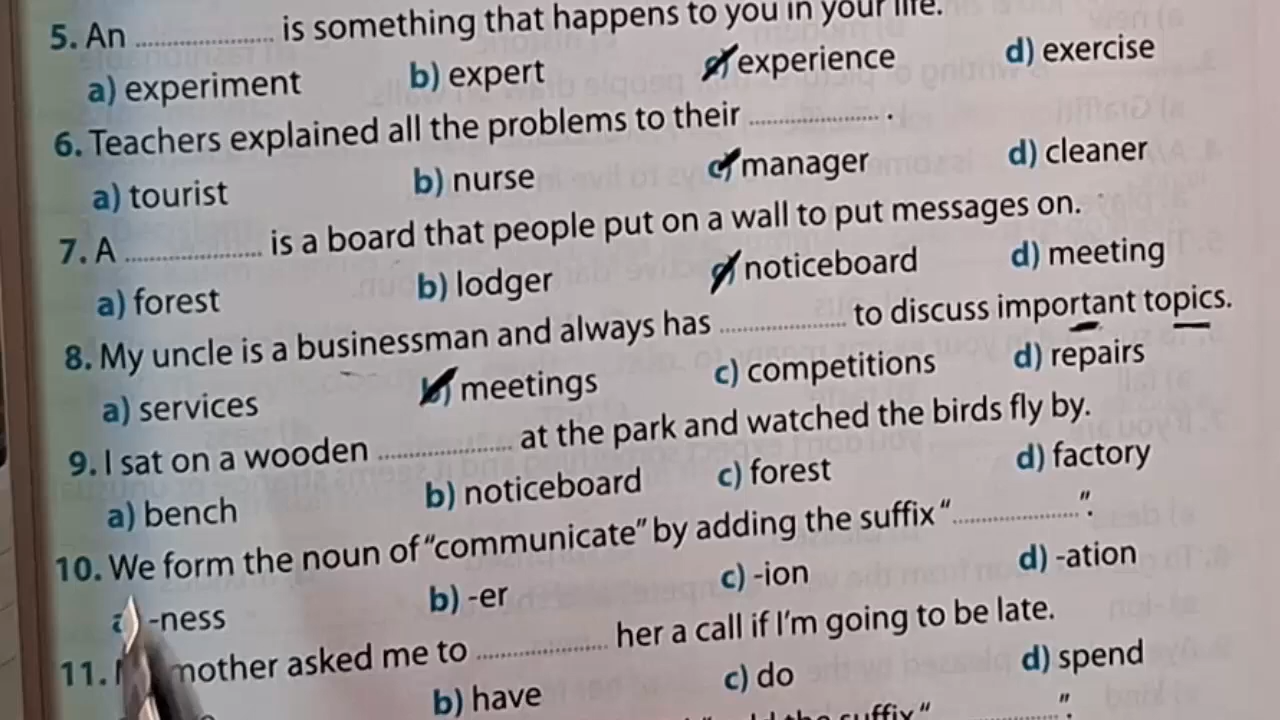 5. An .................... is something that happens to you in your life.
a) experiment b) expert c) experience d) exercise
6. Teachers explained all the problems to their .................... .
a) tourist b) nurse c) manager d) cleaner
7. A .................... is a board that people put on a wall to put messages on.
a) forest b) lodger c) noticeboard d) meeting
8. My uncle is a businessman and always has .................... to discuss important topics.
a) services b) meetings c) competitions d) repairs
9. I sat on a wooden .................... at the park and watched the birds fly by.
a) bench b) noticeboard c) forest d) factory
10. We form the noun of "communicate" by adding the suffix "....................".
a -ness b) -er c) -ion d) -ation
11. mother asked me to .................... her a call if I'm going to be late.
b) have c) do d) spend
suffix " ".